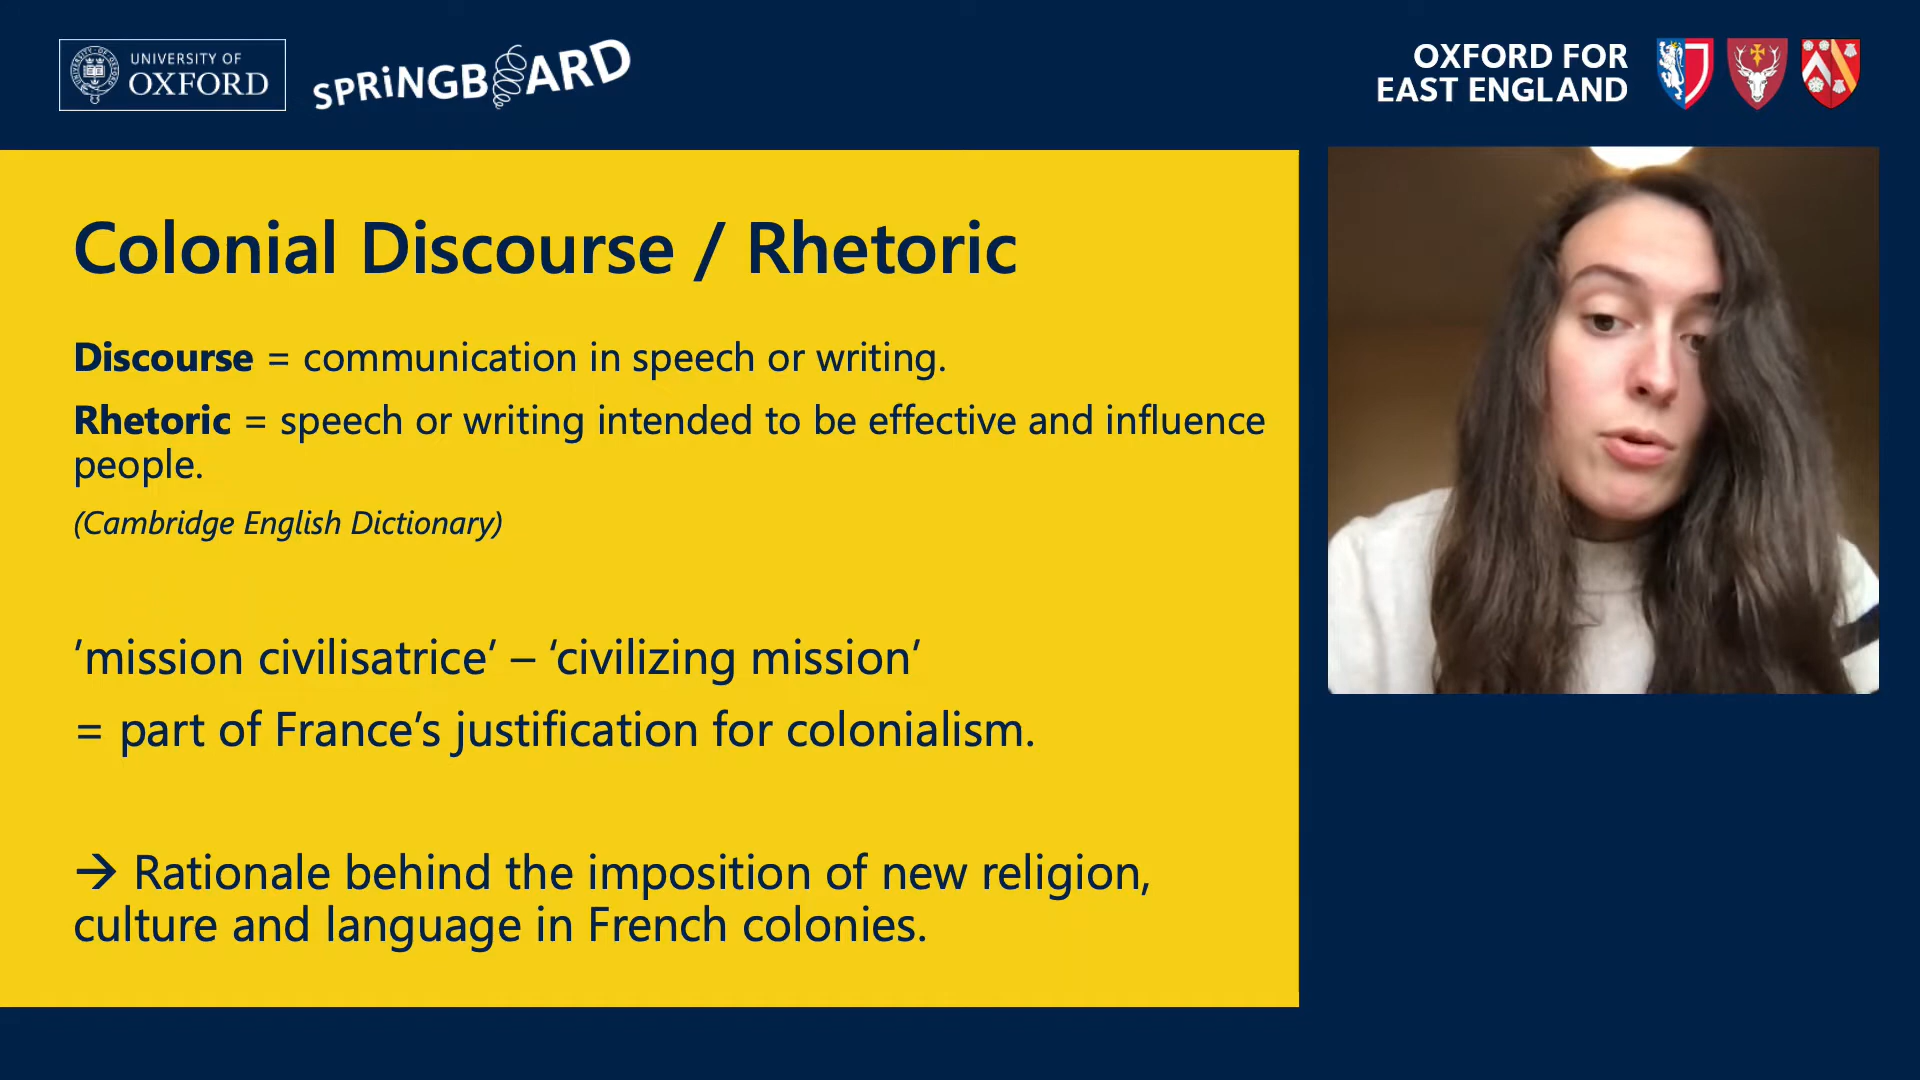 UNIVERSITY OF
OXFORD
SPRiNGBOARD
OXFORD FOR
EAST ENGLAND
Colonial Discourse / Rhetoric
Discourse = communication in speech or writing.
Rhetoric = speech or writing intended to be effective and influence
people.
(Cambridge English Dictionary)
’mission civilisatrice’ – ‘civilizing mission’
= part of France’s justification for colonialism.
→ Rationale behind the imposition of new religion,
culture and language in French colonies.